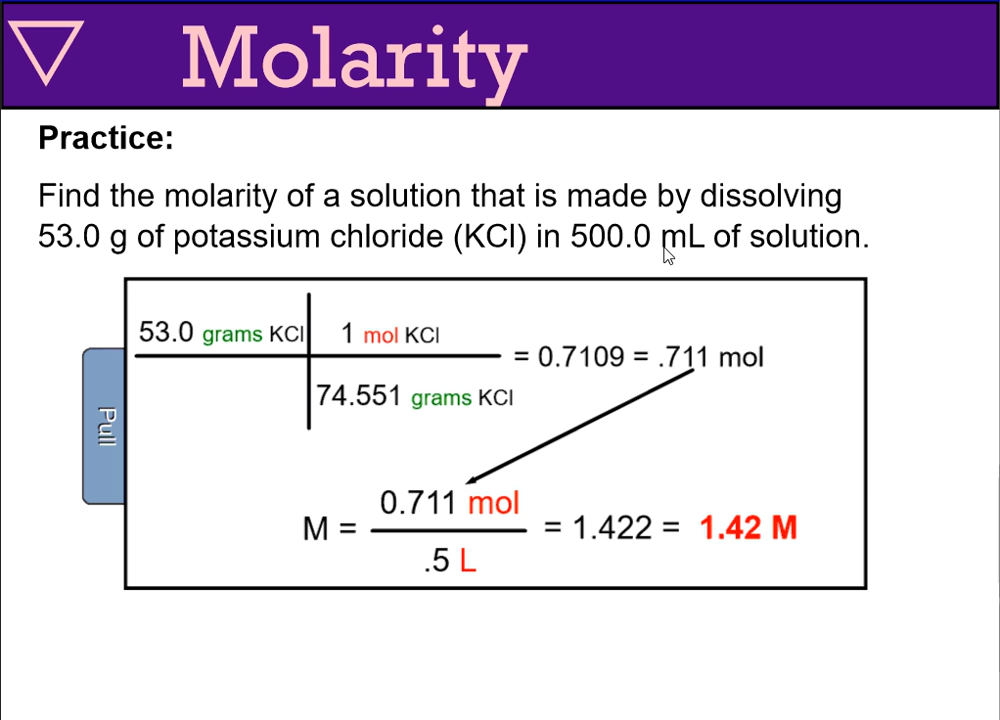 Molarity
Practice:
Find the molarity of a solution that is made by dissolving
53.0 g of potassium chloride (KCl) in 500.0 mL of solution.
Pull
53.0 grams KCl 1 mol KCl
= 0.7109 = .711 mol
74.551 grams KCl
0.711 mol
M = = 1.422 = 1.42 M
.5 L